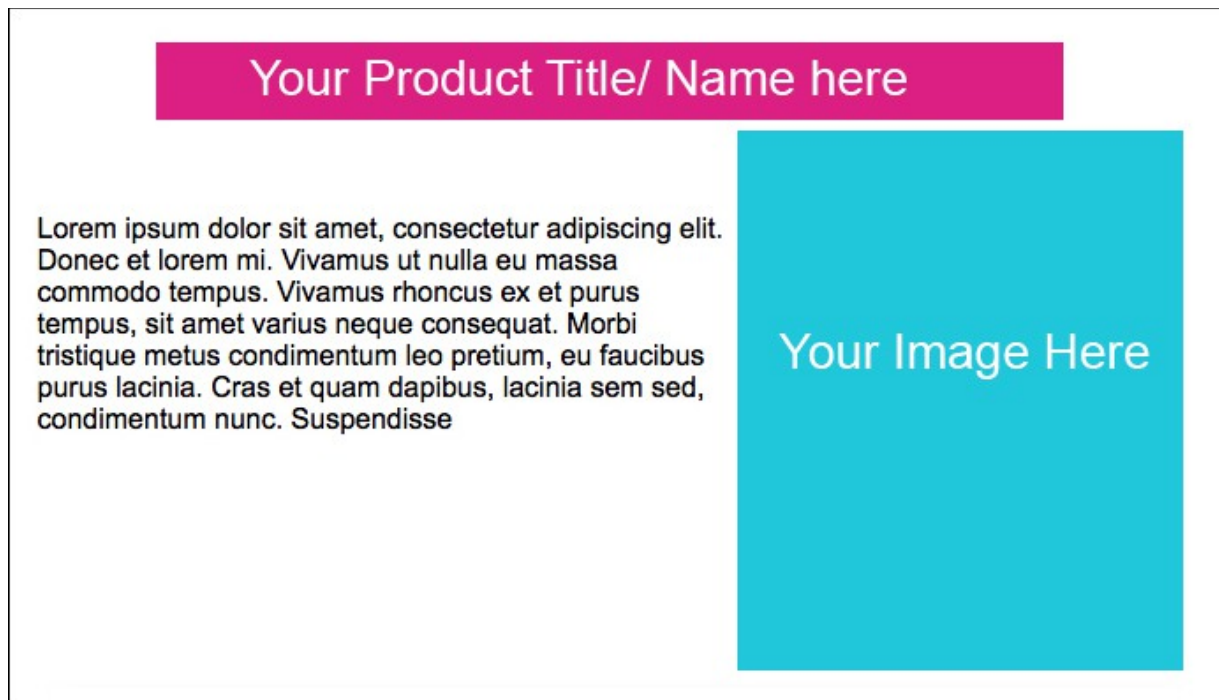 Your Product Title/ Name here
Lorem ipsum dolor sit amet, consectetur adipiscing elit.
Donec et lorem mi. Vivamus ut nulla eu massa
commodo tempus. Vivamus rhoncus ex et purus
tempus, sit amet varius neque consequat. Morbi
tristique metus condimentum leo pretium, eu faucibus
purus lacinia. Cras et quam dapibus, lacinia sem sed,
condimentum nunc. Suspendisse
Your Image Here